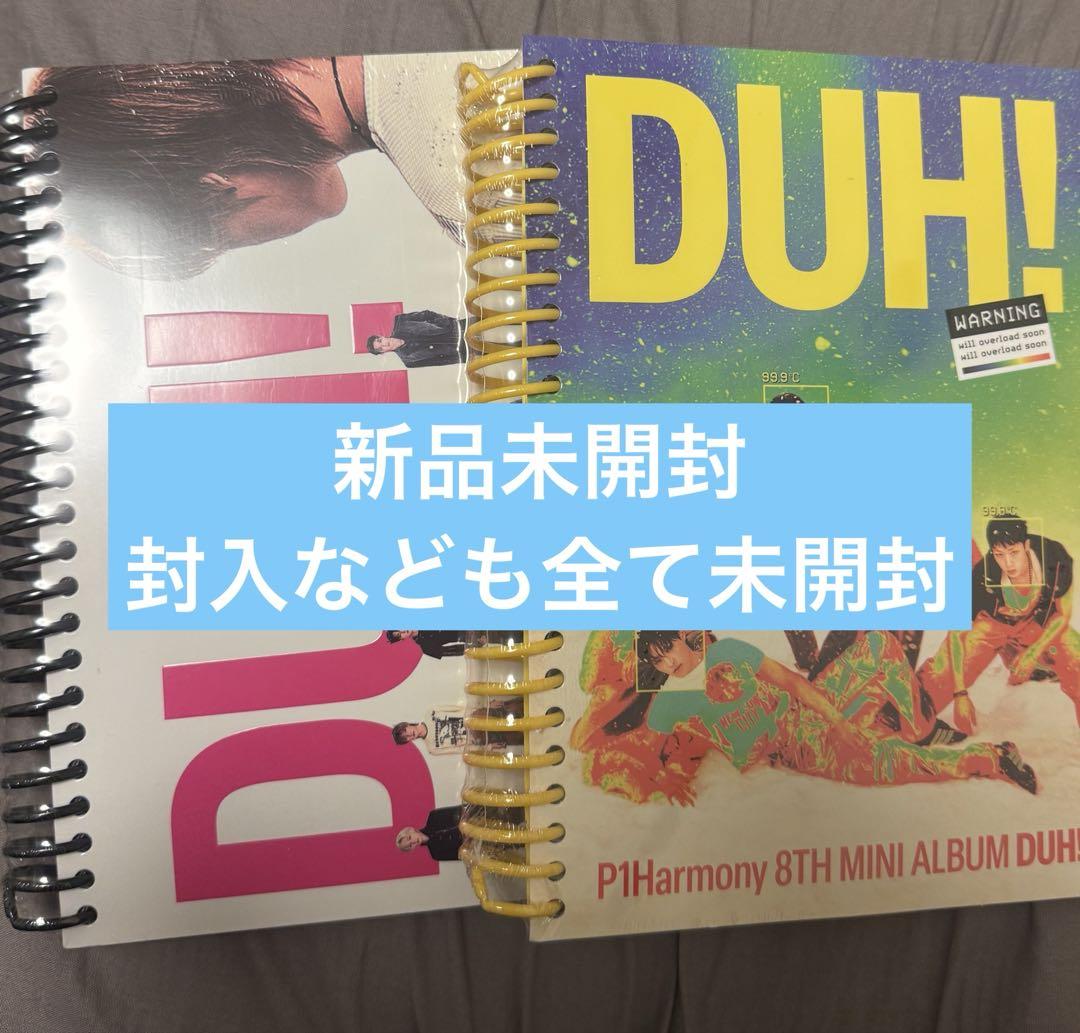 DUH!
WARNING
will overload soon
will overload soon
99.9°C
新品未開封
封入なども全て未開封
99.9°C
DU
!
P1Harmony 8TH MINI ALBUM DUH!